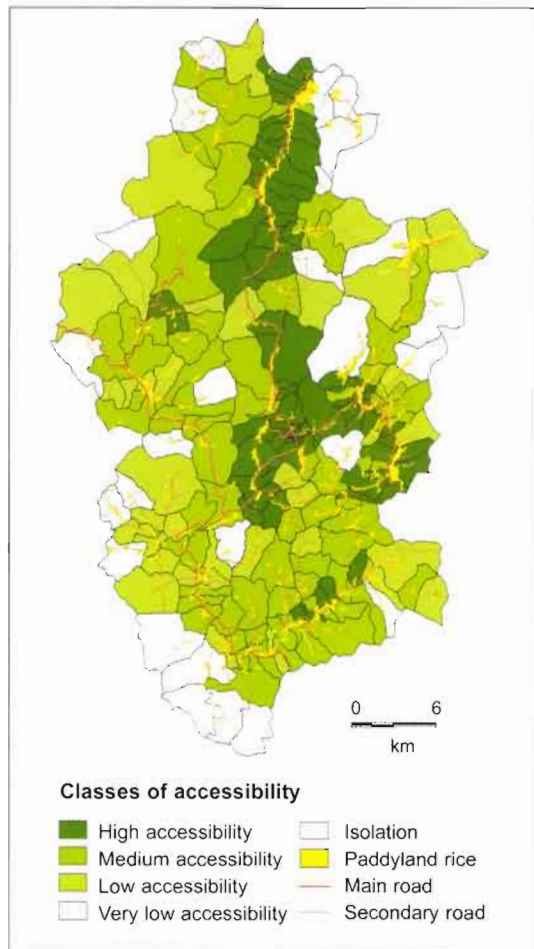 0 6
km
Classes of accessibility
High accessibility
Medium accessibility
Low accessibility
Very low accessibility
Isolation
Paddyland rice
Main road
Secondary road